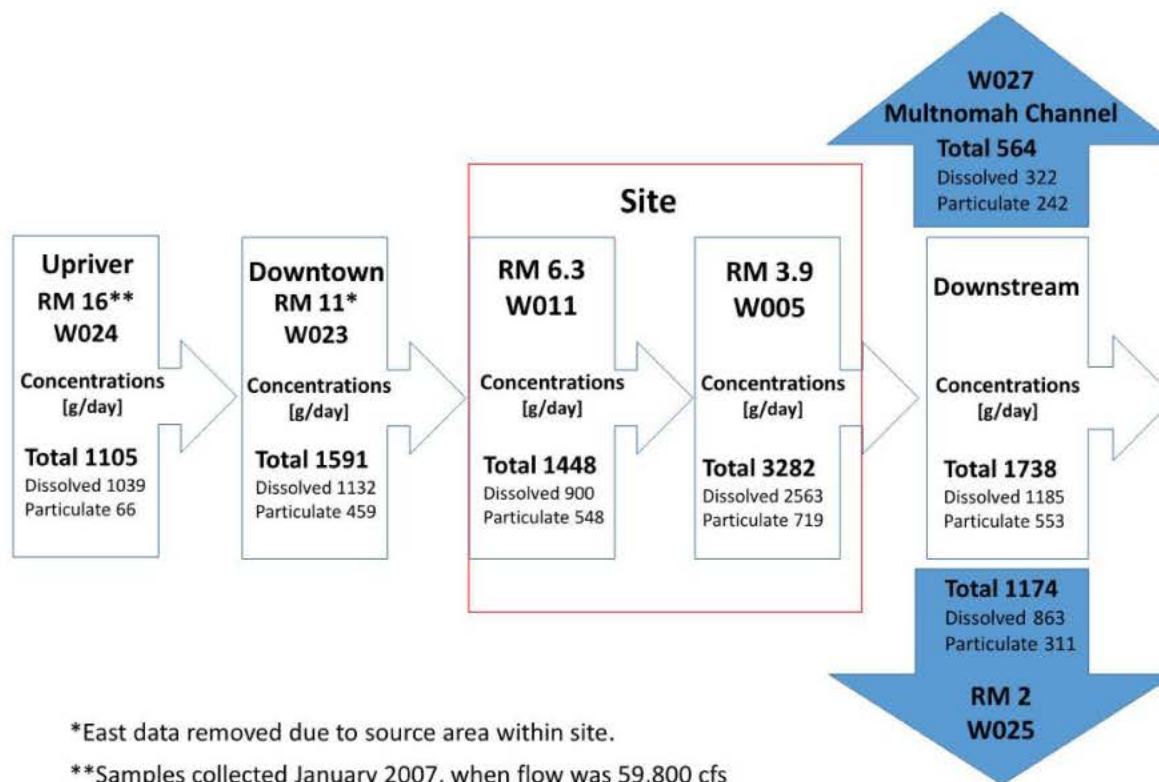 Upriver
RM 16**
W024
Concentrations
[g/day]
Total 1105
Dissolved 1039
Particulate 66
Downtown
RM 11*
W023
Concentrations
[g/day]
Total 1591
Dissolved 1132
Particulate 459
Site
RM 6.3
W011
Concentrations
[g/day]
Total 1448
Dissolved 900
Particulate 548
RM 3.9
W005
Concentrations
[g/day]
Total 3282
Dissolved 2563
Particulate 719
W027
Multnomah Channel
Total 564
Dissolved 322
Particulate 242
Downstream
Concentrations
[g/day]
Total 1738
Dissolved 1185
Particulate 553
Total 1174
Dissolved 863
Particulate 311
RM 2
W025
*East data removed due to source area within site.
**Samples collected January 2007, when flow was 59,800 cfs